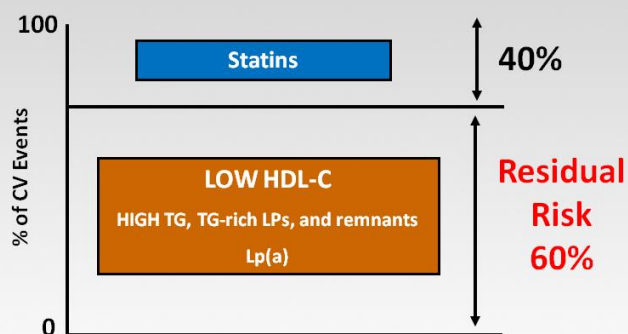 100
% of CV Events
0
Statins
LOW HDL-C
HIGH TG, TG-rich LPs, and remnants
Lp(a)
40%
Residual
Risk
60%